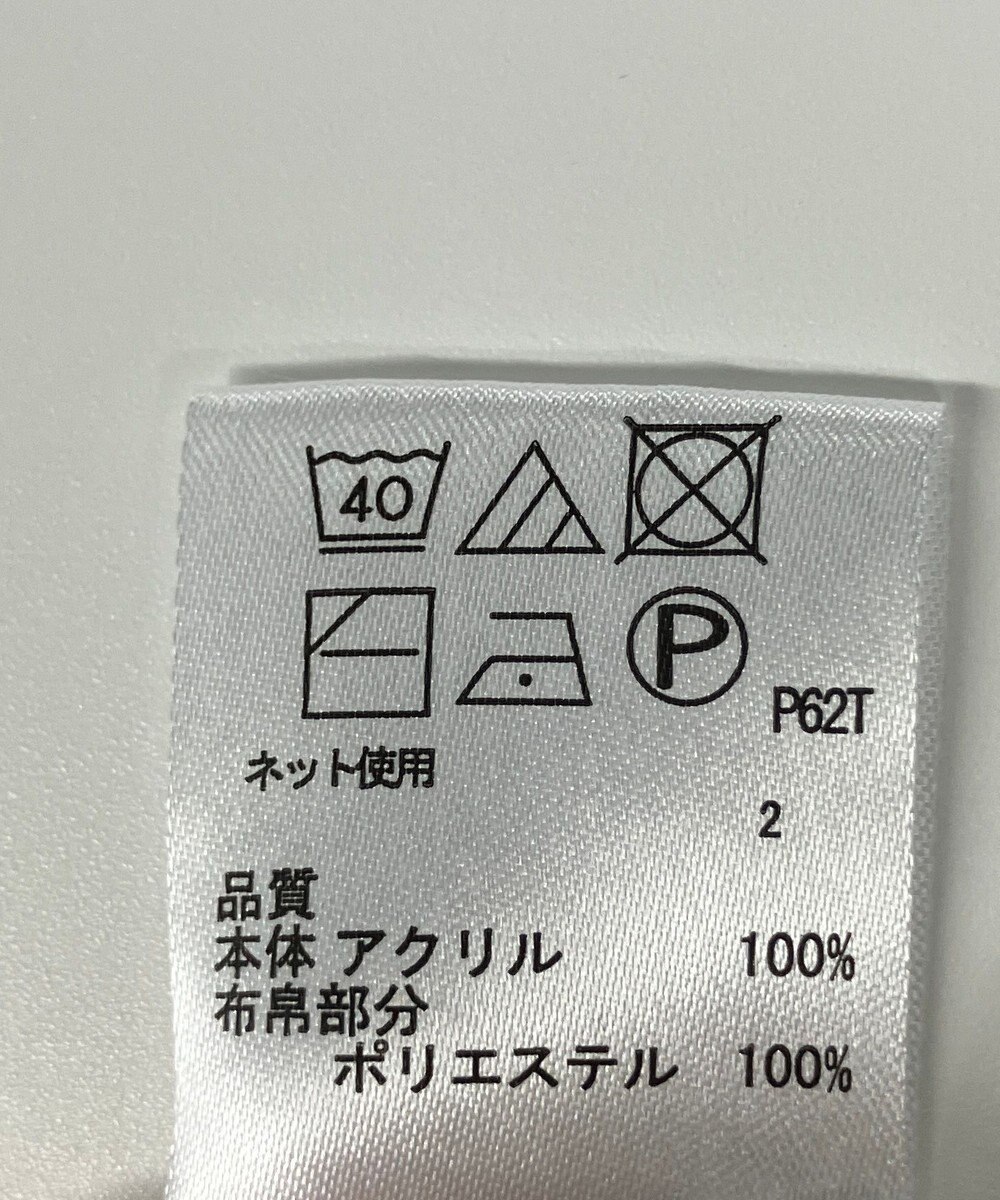 40
P
P62T
ネット使用
2
品質
本体 アクリル 100%
布帛部分
ポリエステル 100%